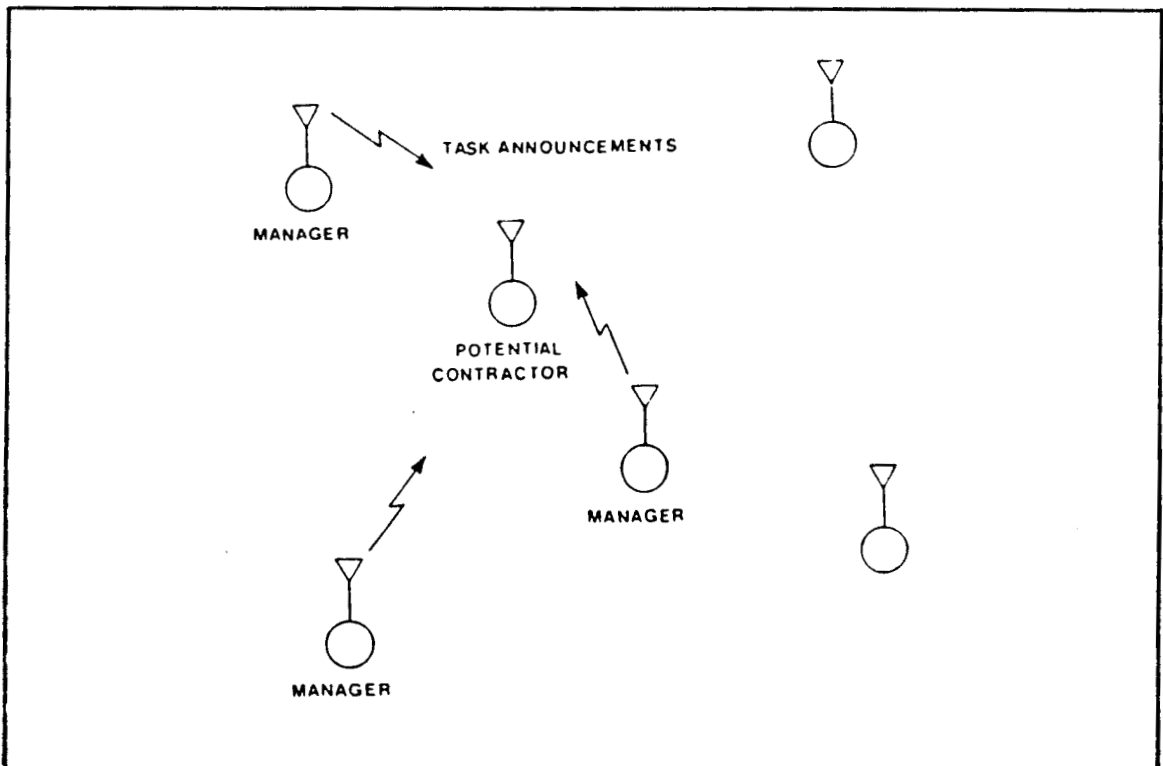 TASK ANNOUNCEMENTS
MANAGER
POTENTIAL
CONTRACTOR
MANAGER
MANAGER